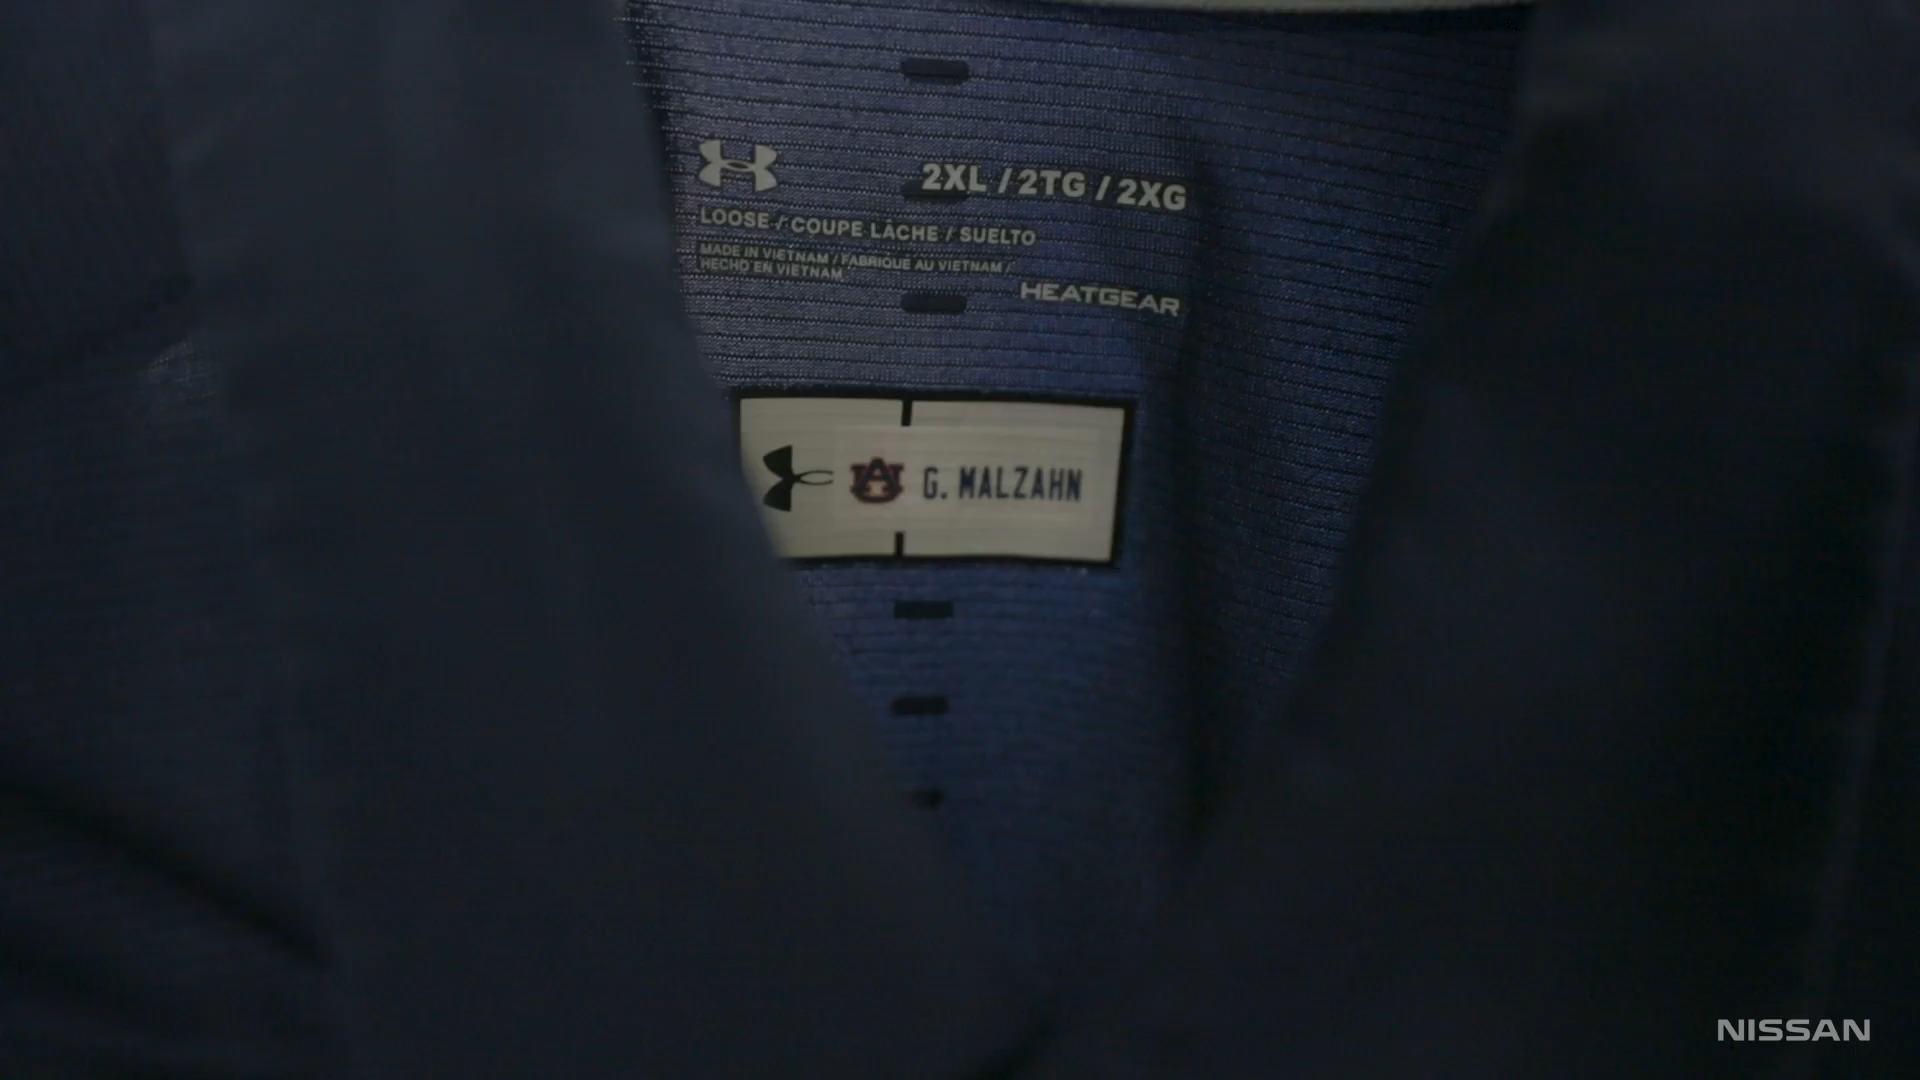 2XL / 2TG / 2XG
LOOSE / COUPE LÂCHE / SUELTO
MADE IN VIETNAM / FABRIQUÉ AU VIETNAM /
HECHO EN VIETNAM
HEATGEAR
AU G. MALZAHN
NISSAN